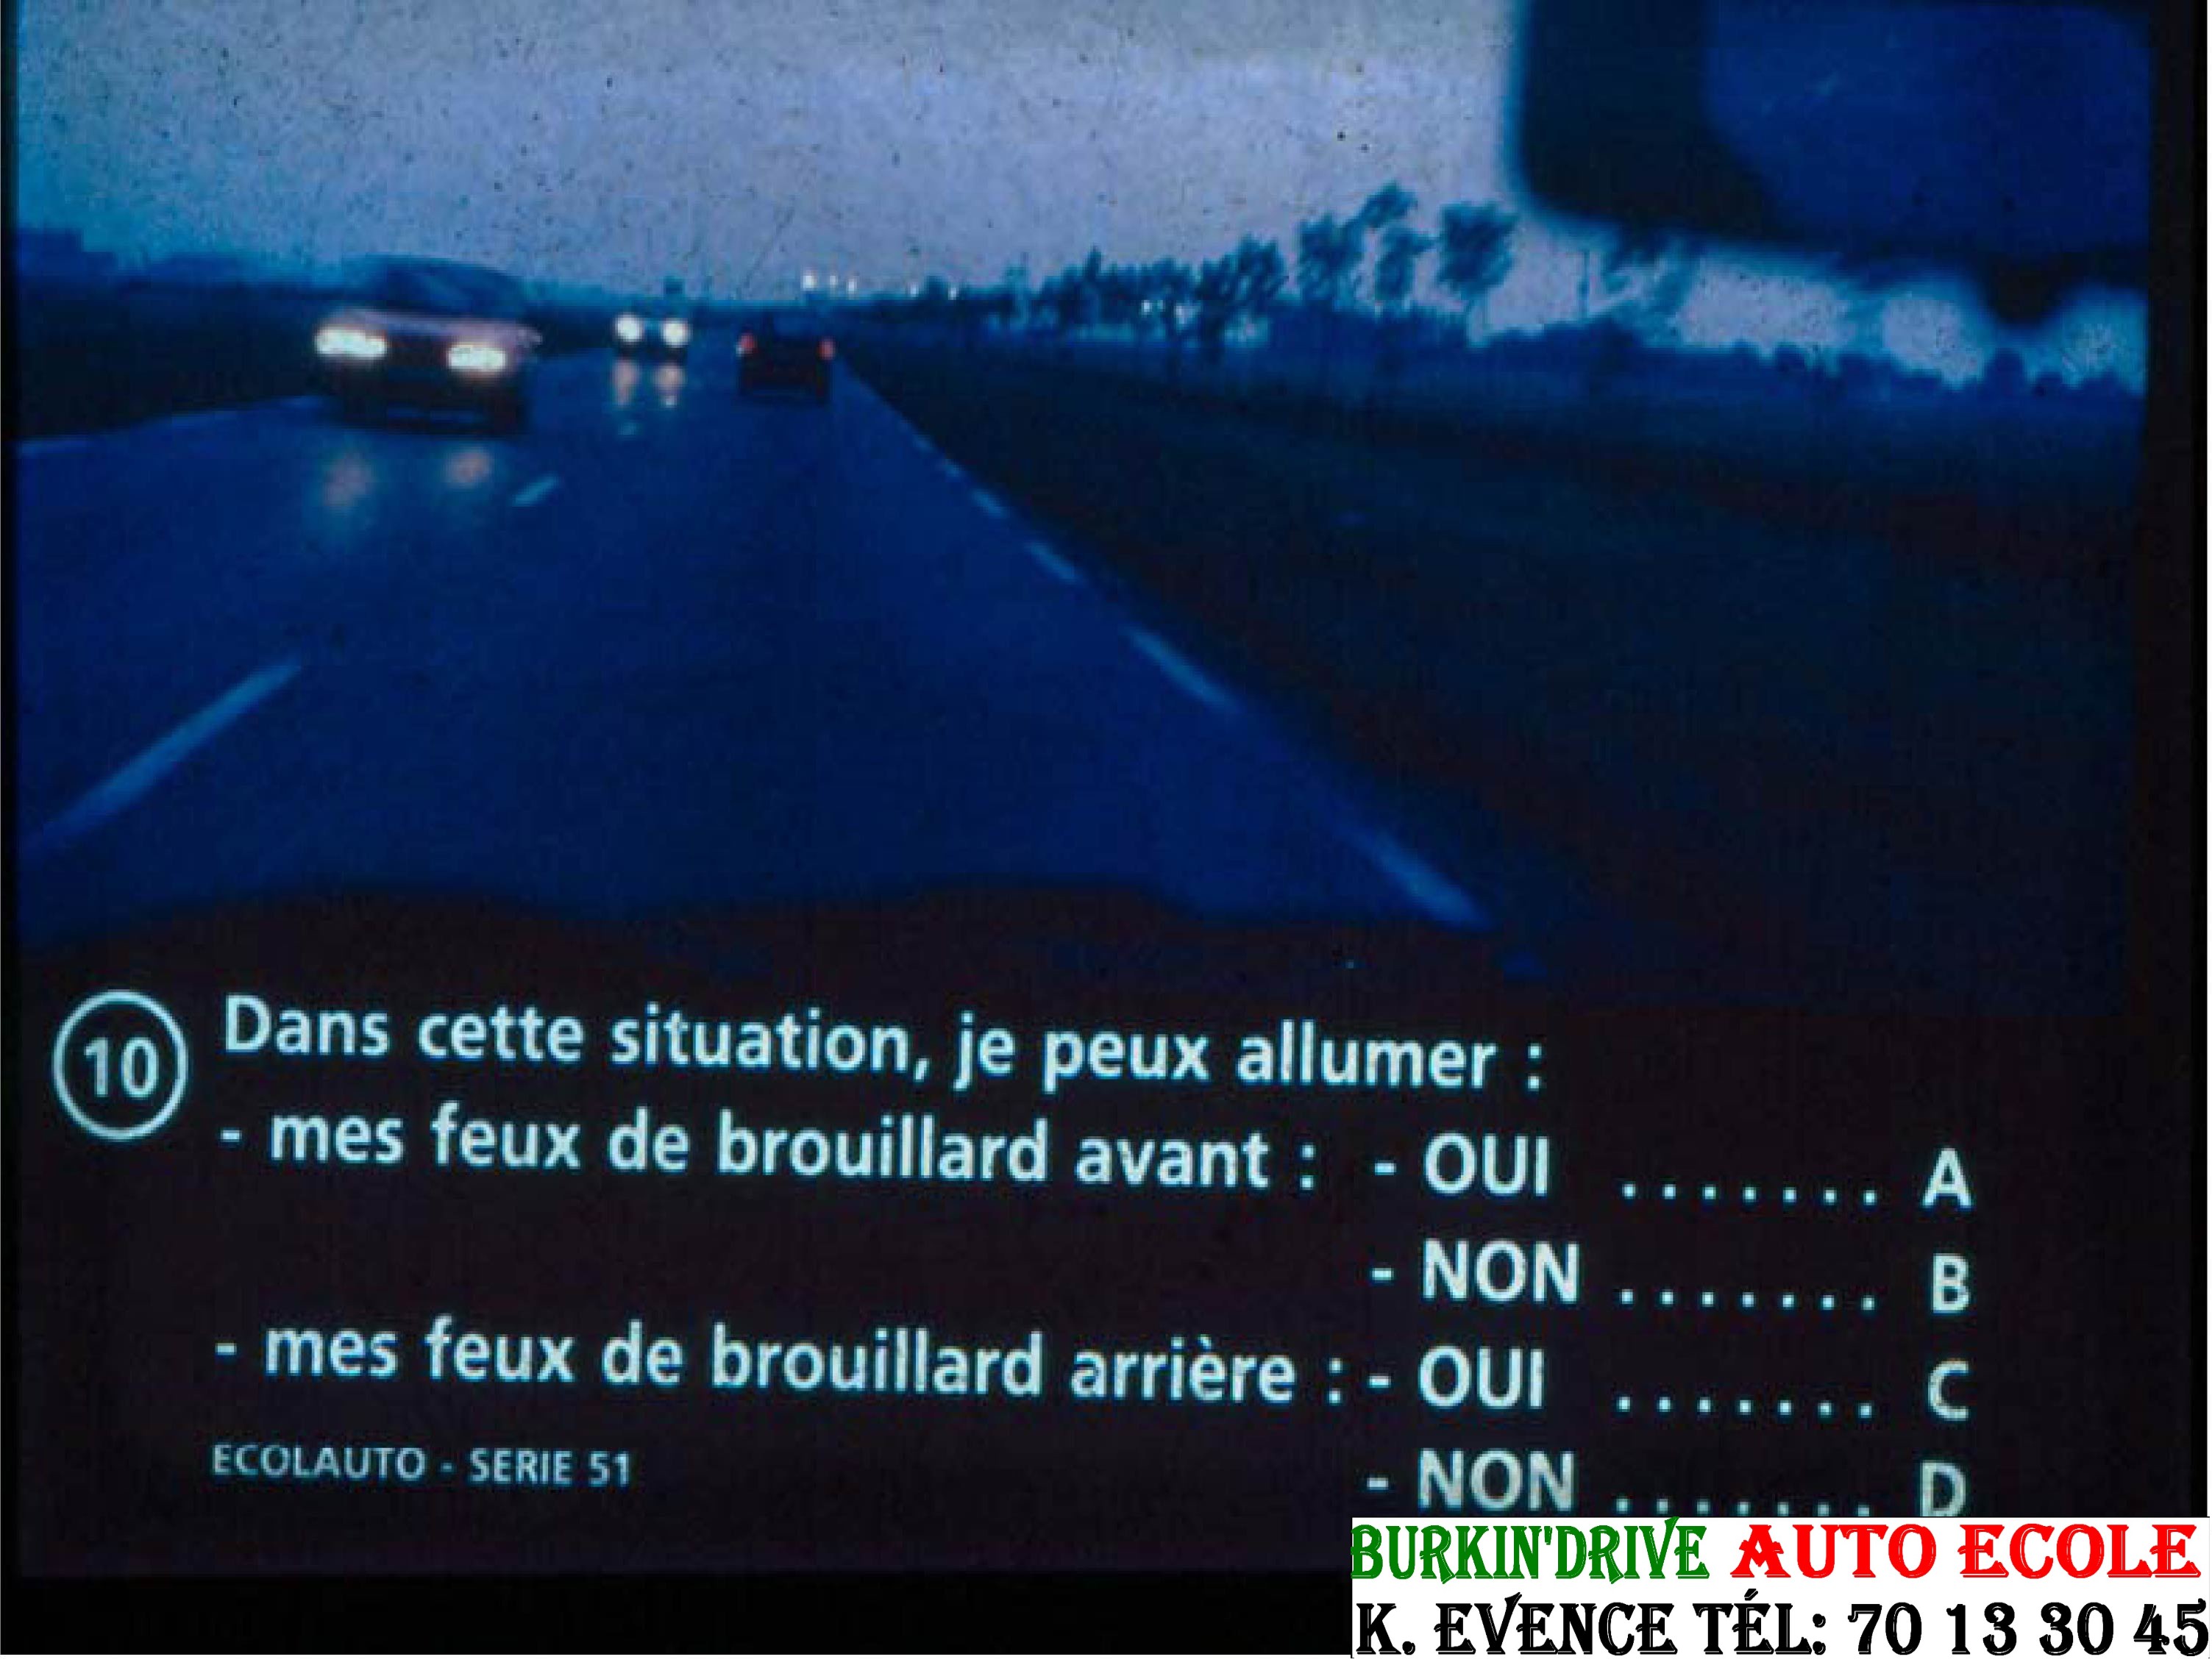 10 Dans cette situation, je peux allumer :
- mes feux de brouillard avant : - OUI ....... A
- NON ....... B
- mes feux de brouillard arrière : - OUI ....... C
ECOLAUTO - SERIE 51
- NON ....... D
BURKIN'DRIVE AUTO ECOLE
K. EVENCE TÉL: 70 13 30 45